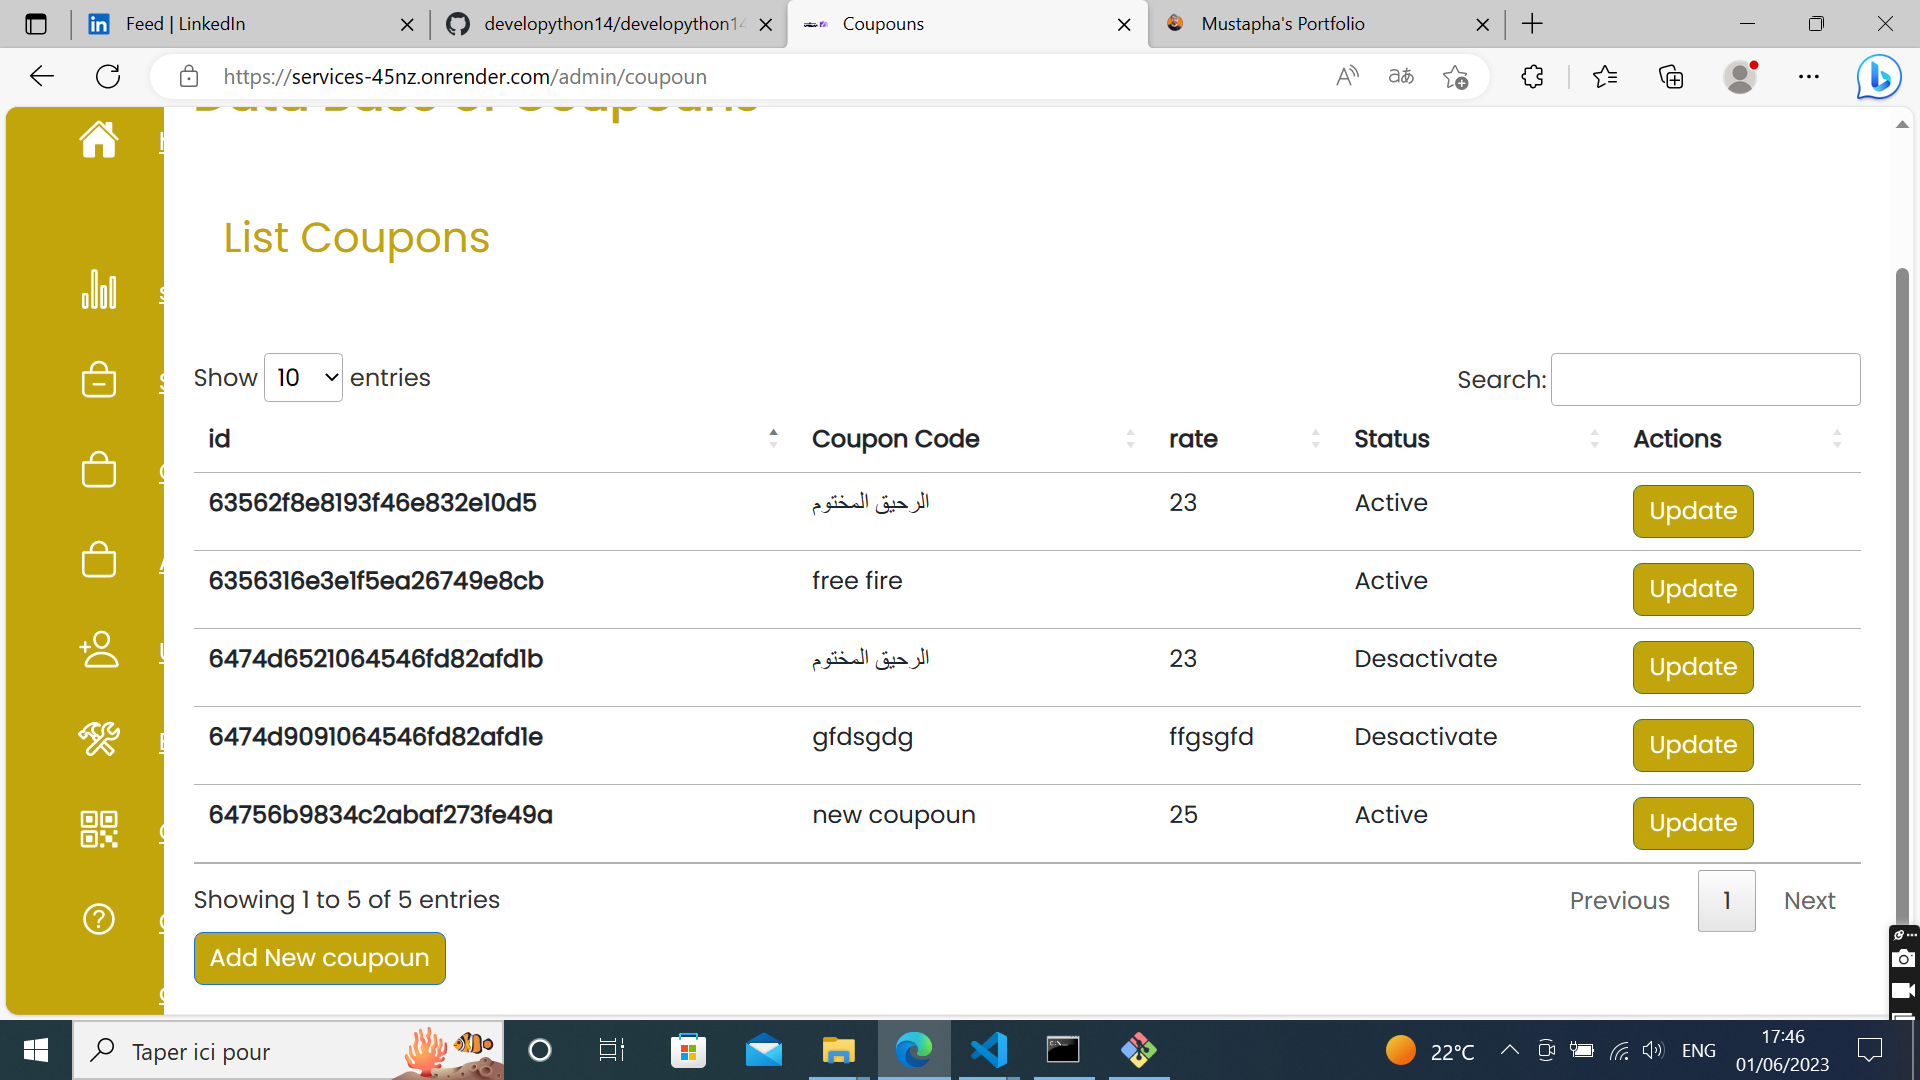 Feed | LinkedIn
developython14/developython14
Coupouns
Mustapha's Portfolio
https://services-45nz.onrender.com/admin/coupoun
Data Base of Coupouns
List Coupons
Show 10 entries
Search:
id Coupon Code rate Status Actions
63562f8e8193f46e832e10d5 الرحيق المختوم 23 Active Update
6356316e3e1f5ea26749e8cb free fire Active Update
6474d6521064546fd82afd1b الرحيق المختوم 23 Desactivate Update
6474d9091064546fd82afd1e gfdsgdg ffgsgfd Desactivate Update
64756b9834c2abaf273fe49a new coupoun 25 Active Update
Showing 1 to 5 of 5 entries
Previous 1 Next
Add New coupoun
Taper ici pour
22°C
ENG
17:46
01/06/2023